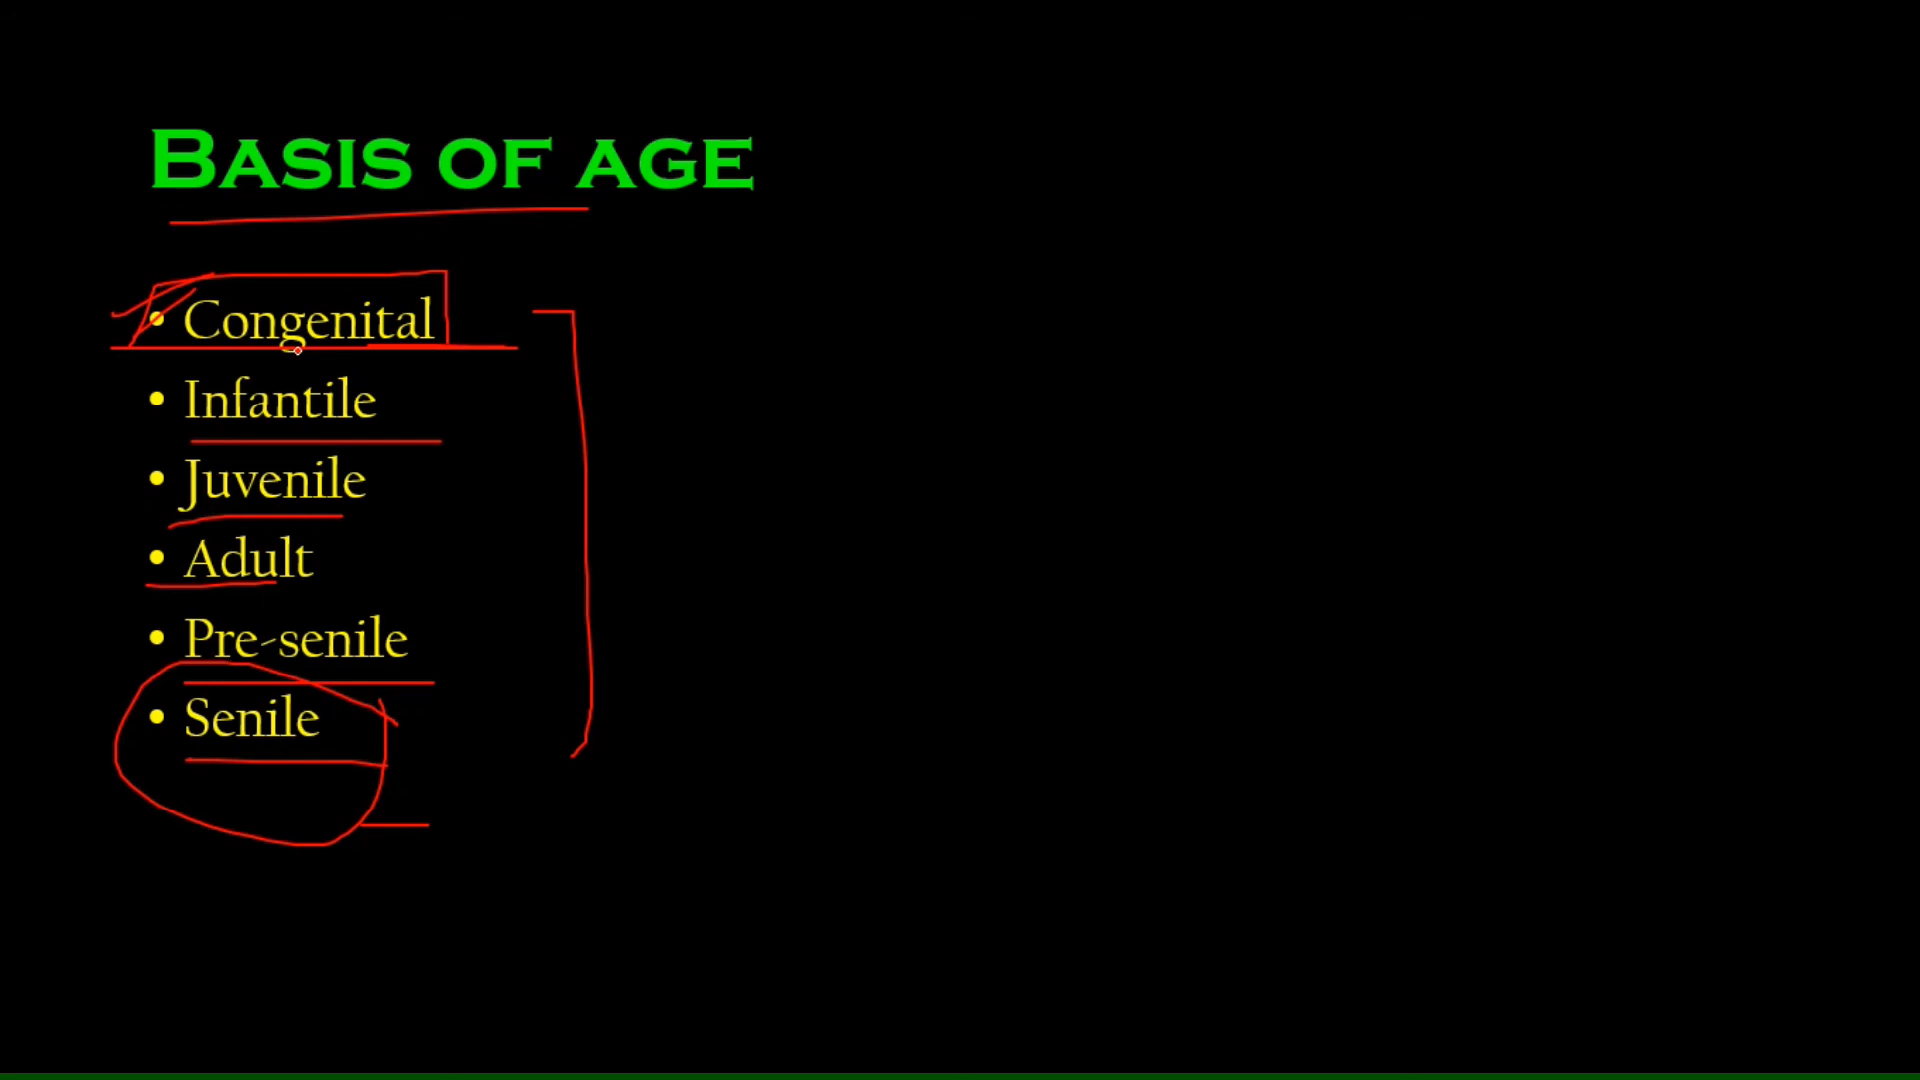 Basis of age
• Congenital
• Infantile
• Juvenile
• Adult
• Pre-senile
• Senile